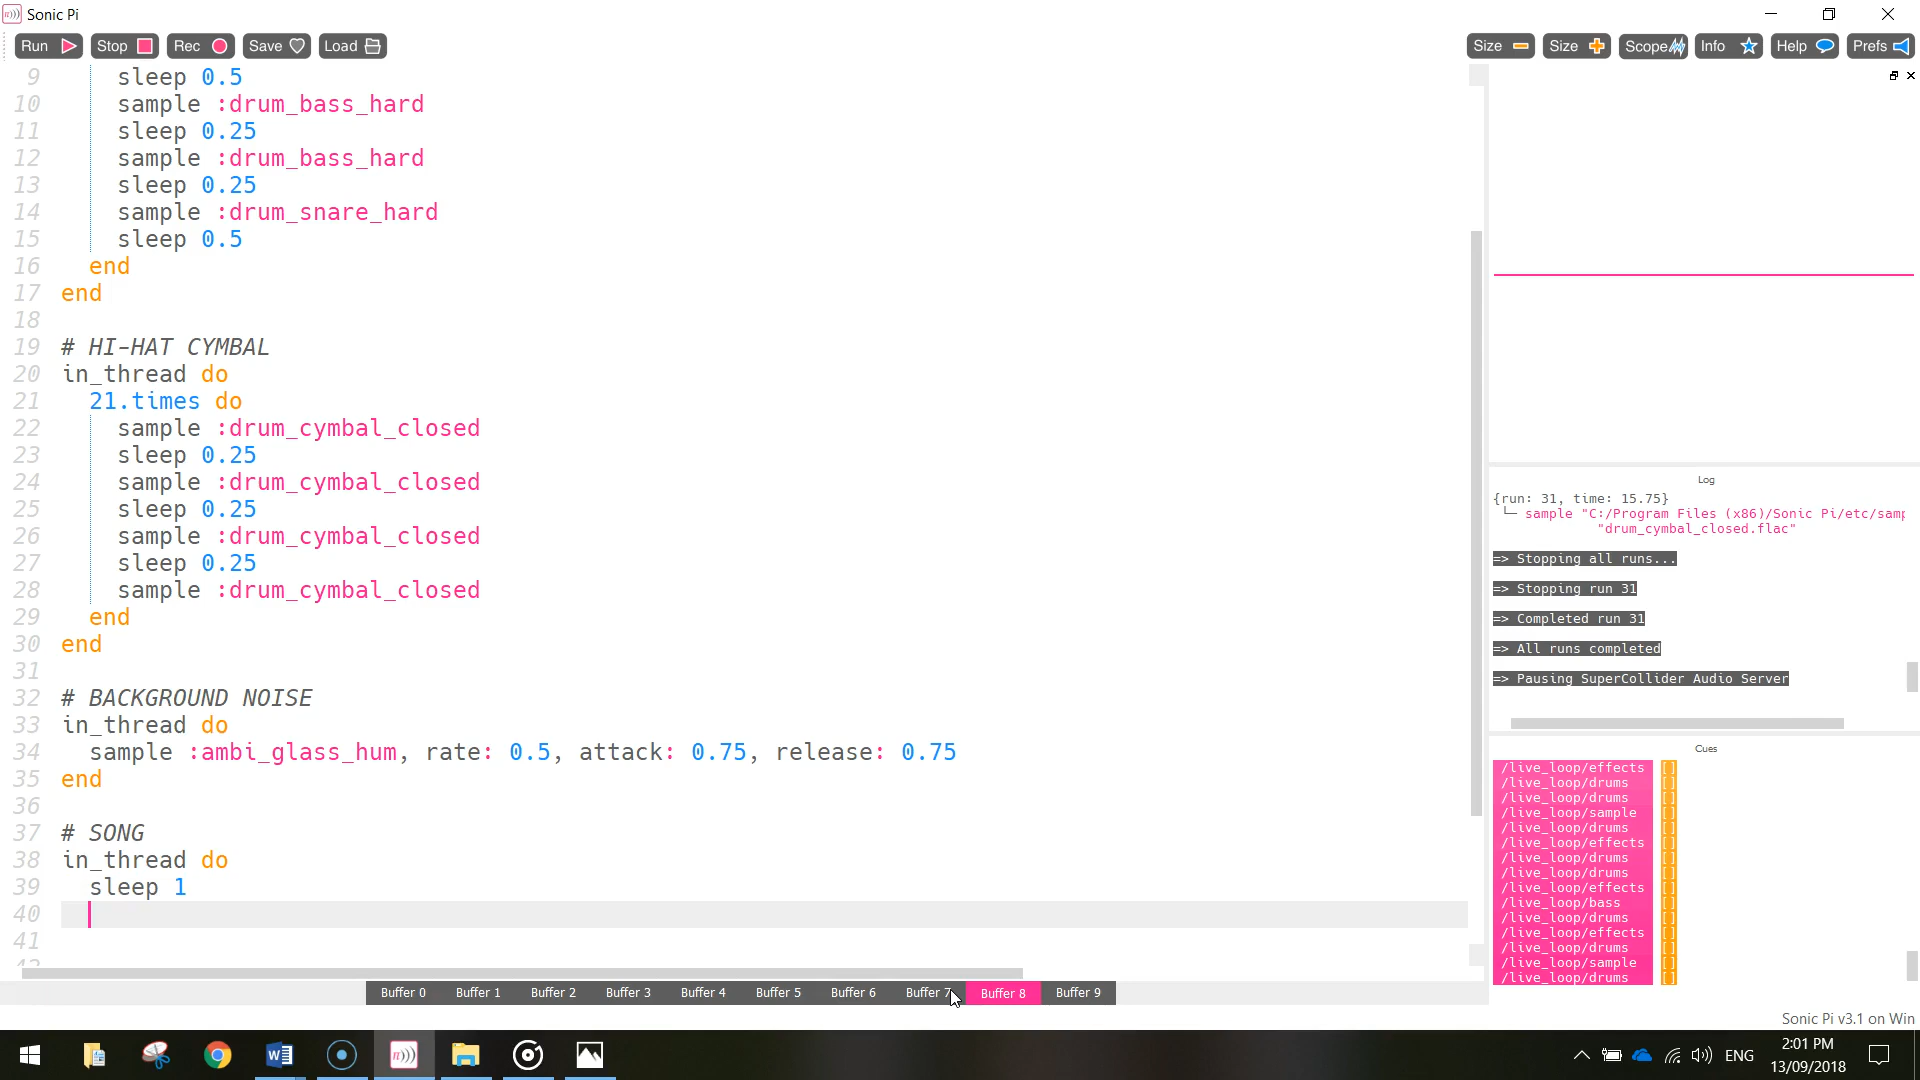 Sonic Pi
Run Stop Rec Save Load Size Size Scope Info Help Prefs
9 sleep 0.5
10 sample :drum_bass_hard
11 sleep 0.25
12 sample :drum_bass_hard
13 sleep 0.25
14 sample :drum_snare_hard
15 sleep 0.5
16 end
17 end
18
19 # HI-HAT CYMBAL
20 in_thread do
21 21.times do
22 sample :drum_cymbal_closed
23 sleep 0.25
24 sample :drum_cymbal_closed
25 sleep 0.25
26 sample :drum_cymbal_closed
27 sleep 0.25
28 sample :drum_cymbal_closed
29 end
30 end
31
32 # BACKGROUND NOISE
33 in_thread do
34 sample :ambi_glass_hum, rate: 0.5, attack: 0.75, release: 0.75
35 end
36
37 # SONG
38 in_thread do
39 sleep 1
40
41
Log
{run: 31, time: 15.75}
└─ sample "C:/Program Files (x86)/Sonic Pi/etc/samp
"drum_cymbal_closed.flac"
=> Stopping all runs...
=> Stopping run 31
=> Completed run 31
=> All runs completed
=> Pausing SuperCollider Audio Server
Cues
/live_loop/effects []
/live_loop/drums []
/live_loop/drums []
/live_loop/sample []
/live_loop/drums []
/live_loop/effects []
/live_loop/drums []
/live_loop/drums []
/live_loop/effects []
/live_loop/bass []
/live_loop/drums []
/live_loop/effects []
/live_loop/drums []
/live_loop/sample []
/live_loop/drums []
Buffer 0 Buffer 1 Buffer 2 Buffer 3 Buffer 4 Buffer 5 Buffer 6 Buffer 7 Buffer 8 Buffer 9
Sonic Pi v3.1 on Win
ENG
2:01 PM
13/09/2018